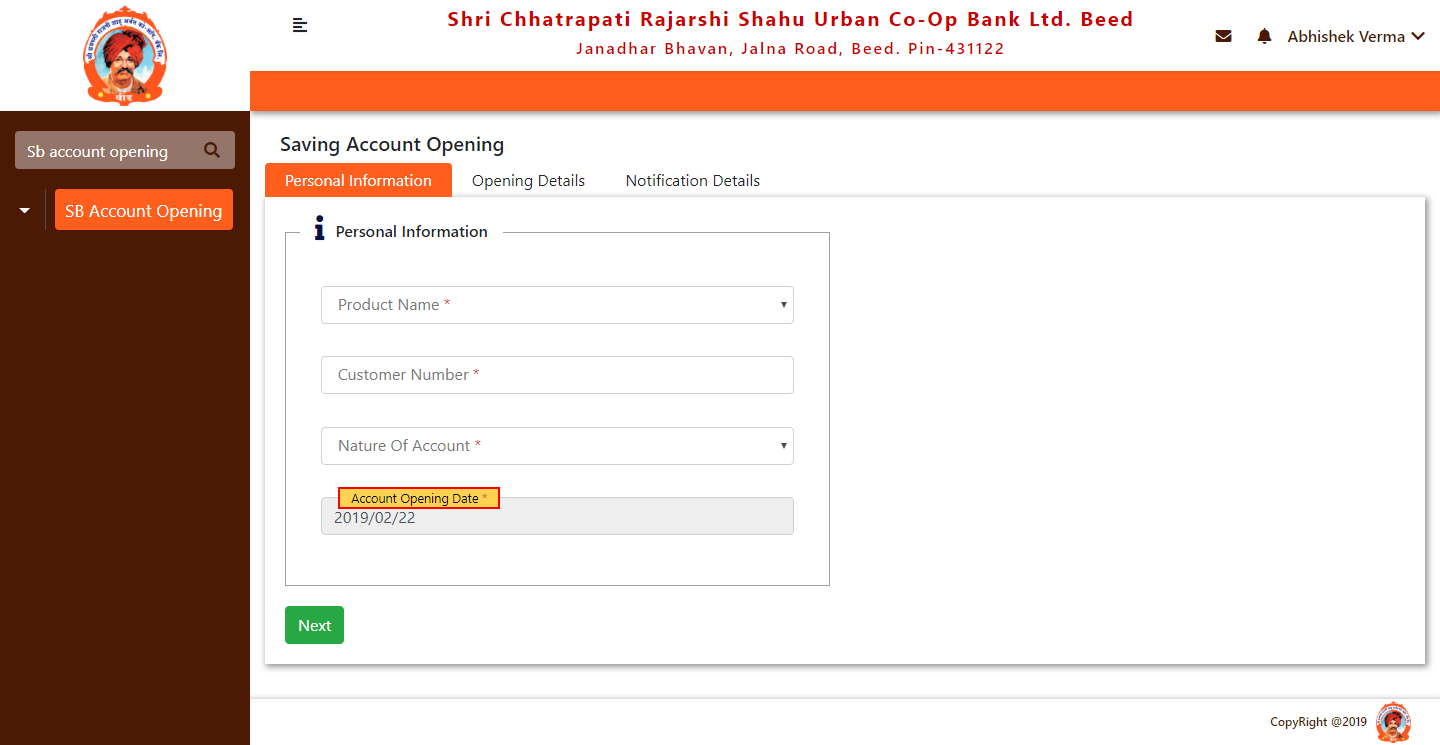 Shri Chhatrapati Rajarshi Shahu Urban Co-Op Bank Ltd. Beed
Janadhar Bhavan, Jalna Road, Beed. Pin-431122
Abhishek Verma
बीड
Sb account opening
SB Account Opening
Saving Account Opening
Personal Information
Opening Details
Notification Details
Personal Information
Product Name *
Customer Number *
Nature Of Account *
Account Opening Date *
2019/02/22
Next
CopyRight @2019